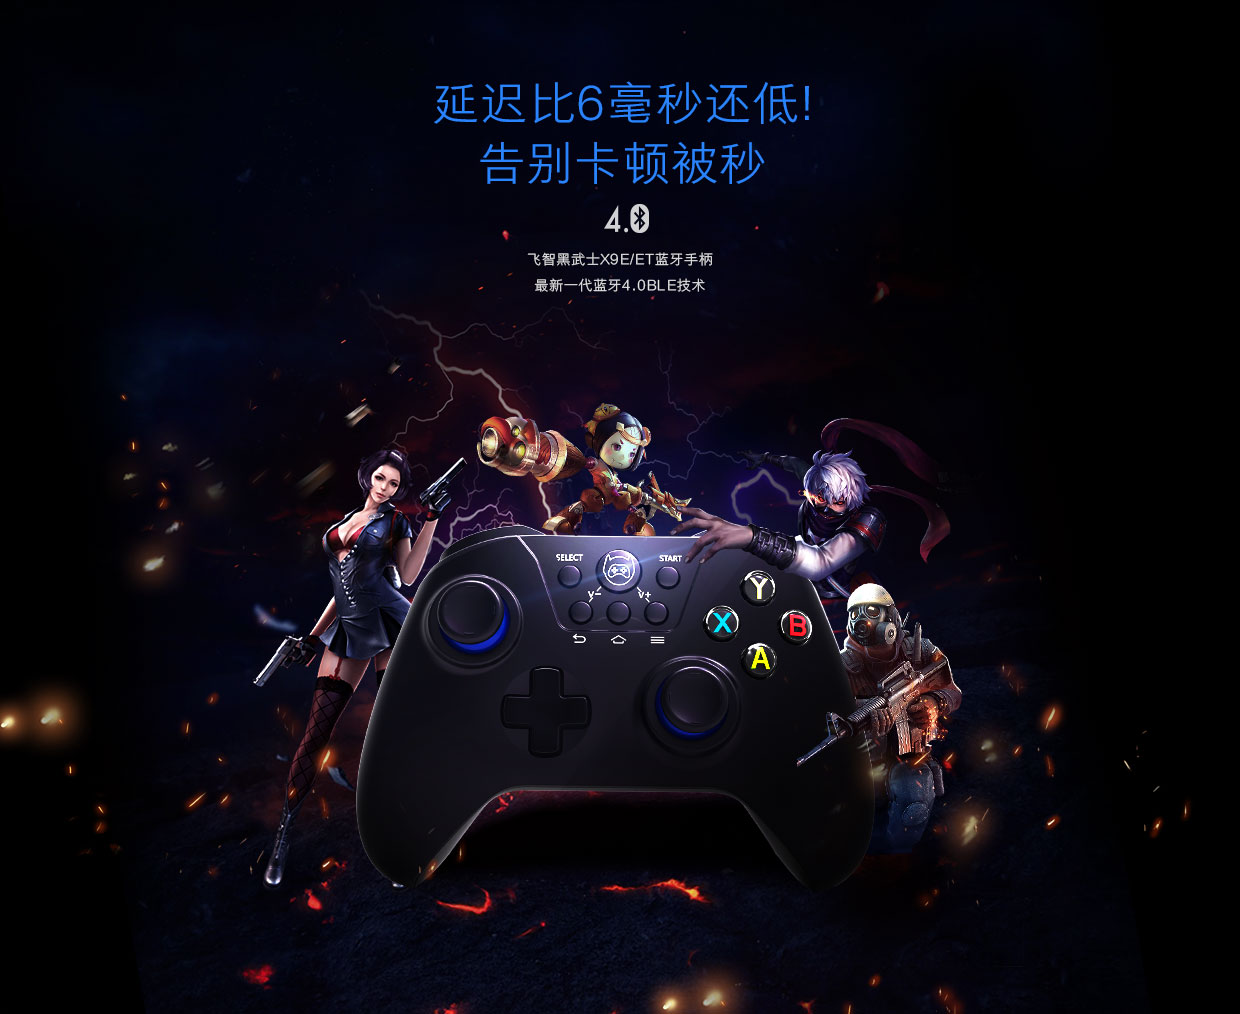 延迟比6毫秒还低!
告别卡顿被秒
4.0
飞智黑武士X9E/ET蓝牙手柄
最新一代蓝牙4.0BLE技术
SELECT
START
V-
V+
Y
X
B
A